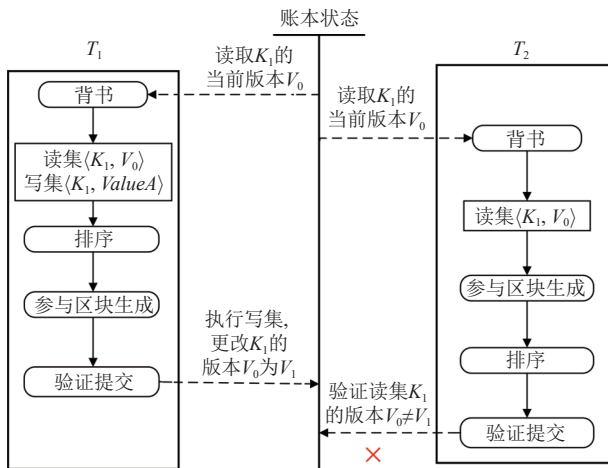 账本状态
T₁
读取K₁的
当前版本V₀
背书
读集⟨K₁, V₀⟩
写集⟨K₁, ValueA⟩
排序
参与区块生成
验证提交
执行写集,
更改K₁的
版本V₀为V₁
T₂
读取K₁的
当前版本V₀
背书
读集⟨K₁, V₀⟩
参与区块生成
排序
验证提交
验证读集K₁
的版本V₀≠V₁